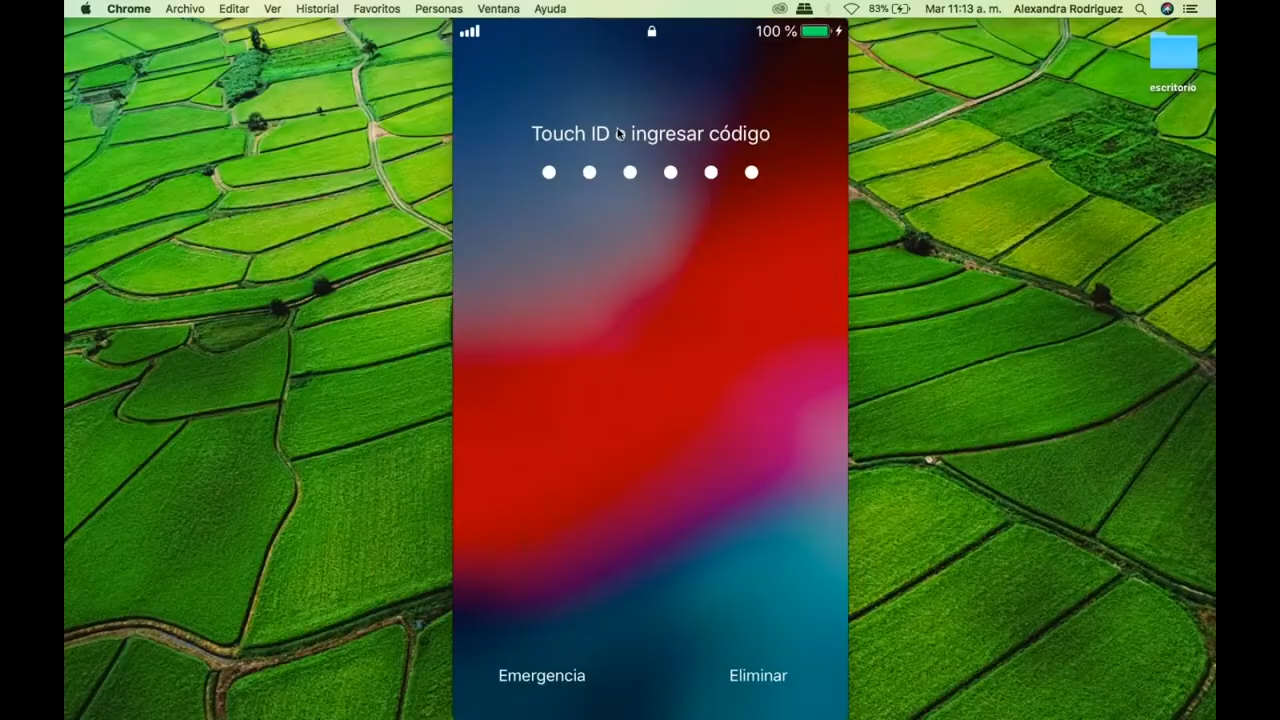 Chrome Archivo Editar Ver Historial Favoritos Personas Ventana Ayuda 83% Mar 11:13 a. m. Alexandra Rodriguez
100 %
escritorio
Touch ID o ingresar código
Emergencia Eliminar